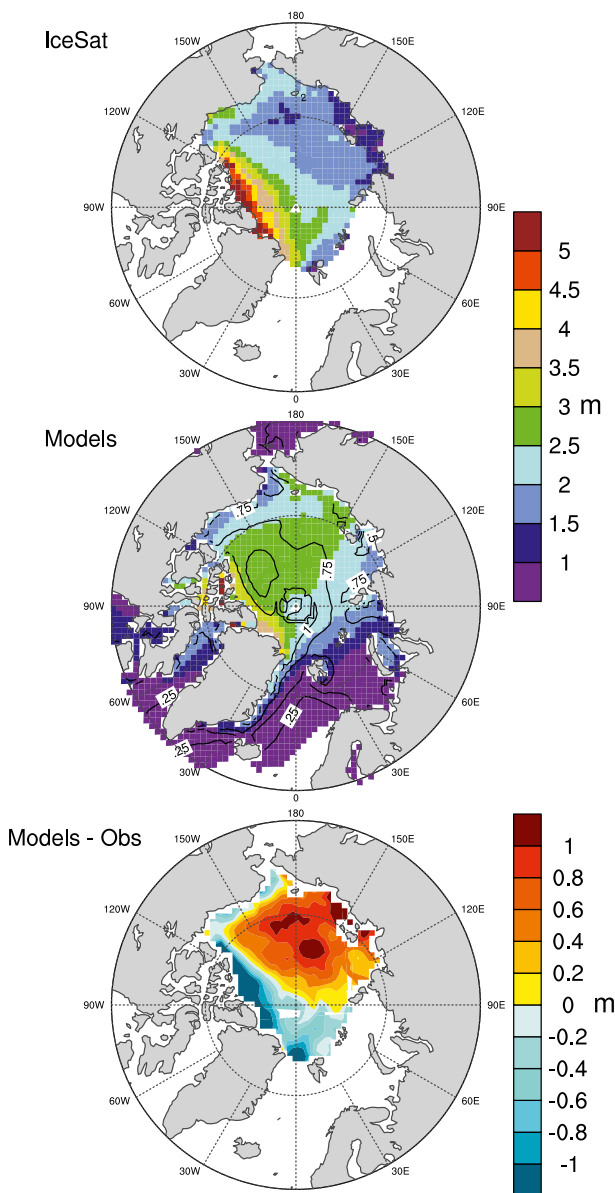 IceSat
180
150W
150E
120W
120E
2
90W
90E
60W
60E
30W
30E
0
5
4.5
4
3.5
3 m
2.5
2
1.5
1
Models
180
150W
150E
120W
120E
.75
.5
.75
.75
90W
90E
1
60W
60E
.25
.25
.25
30W
30E
0
Models - Obs
180
150W
150E
120W
120E
90W
90E
60W
60E
30W
30E
1
0.8
0.6
0.4
0.2
0 m
-0.2
-0.4
-0.6
-0.8
-1